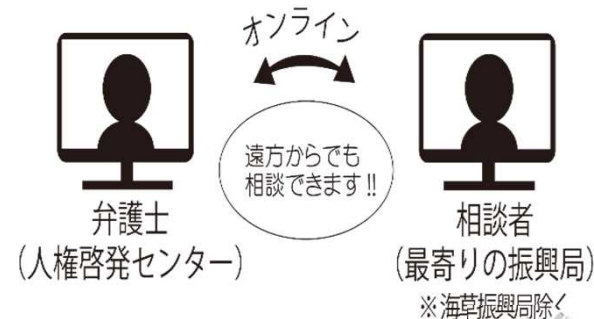 オンライン
遠方からでも
相談できます!!
弁護士
(人権啓発センター)
相談者
(最寄りの振興局)
※海草振興局除く